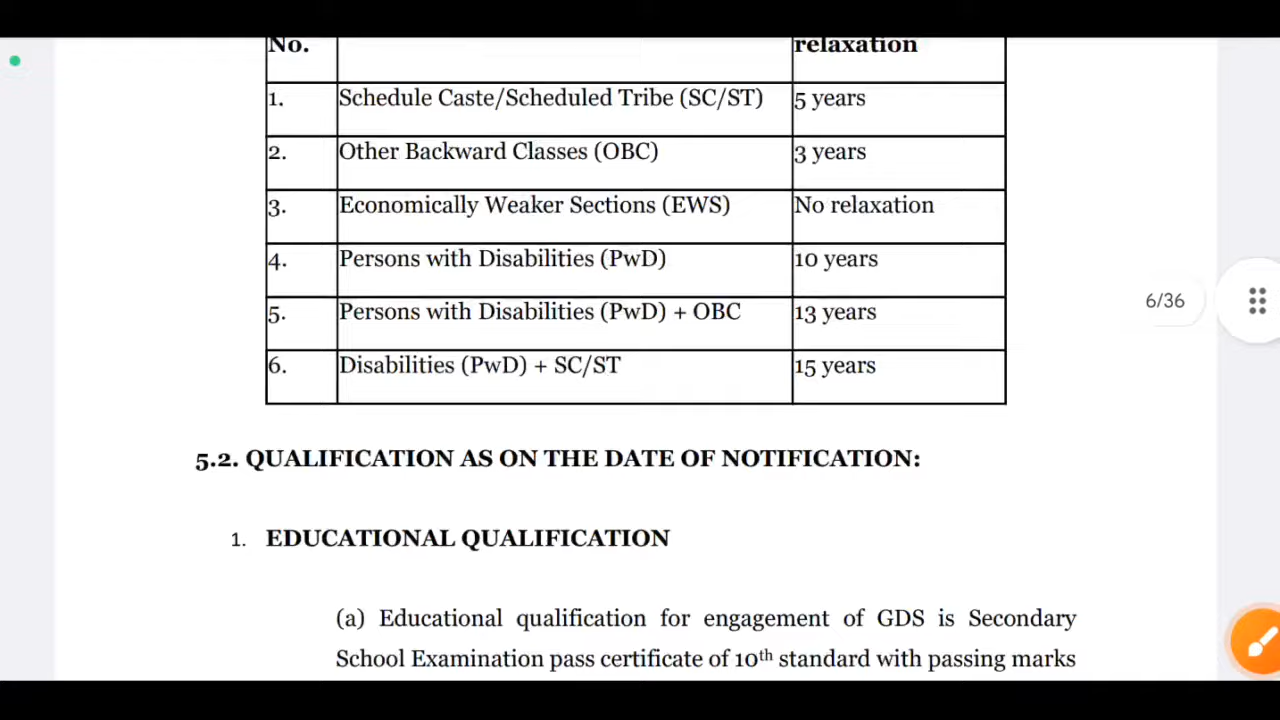 No. relaxation
1. Schedule Caste/Scheduled Tribe (SC/ST) 5 years
2. Other Backward Classes (OBC) 3 years
3. Economically Weaker Sections (EWS) No relaxation
4. Persons with Disabilities (PwD) 10 years
6/36
5. Persons with Disabilities (PwD) + OBC 13 years
6. Disabilities (PwD) + SC/ST 15 years
5.2. QUALIFICATION AS ON THE DATE OF NOTIFICATION:
1. EDUCATIONAL QUALIFICATION
(a) Educational qualification for engagement of GDS is Secondary
School Examination pass certificate of 10th standard with passing marks